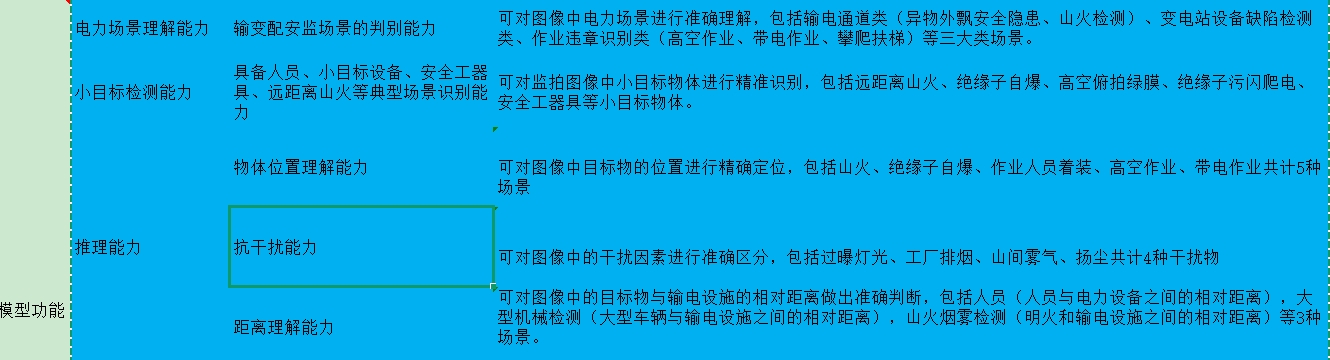 电力场景理解能力
输变配安监场景的判别能力
可对图像中电力场景进行准确理解，包括输电通道类（异物外飘安全隐患、山火检测）、变电站设备缺陷检测
类、作业违章识别类（高空作业、带电作业、攀爬扶梯）等三大类场景。
小目标检测能力
具备人员、小目标设备、安全工器
具、远距离山火等典型场景识别能
力
可对监拍图像中小目标物体进行精准识别，包括远距离山火、绝缘子自爆、高空俯拍绿膜、绝缘子污闪爬电、
安全工器具等小目标物体。
物体位置理解能力
可对图像中目标物的位置进行精确定位，包括山火、绝缘子自爆、作业人员着装、高空作业、带电作业共计5种
场景
推理能力
抗干扰能力
可对图像中的干扰因素进行准确区分，包括过曝灯光、工厂排烟、山间雾气、扬尘共计4种干扰物
模型功能
距离理解能力
可对图像中的目标物与输电设施的相对距离做出准确判断，包括人员（人员与电力设备之间的相对距离），大
型机械检测（大型车辆与输电设施之间的相对距离），山火烟雾检测（明火和输电设施之间的相对距离）等3种
场景。